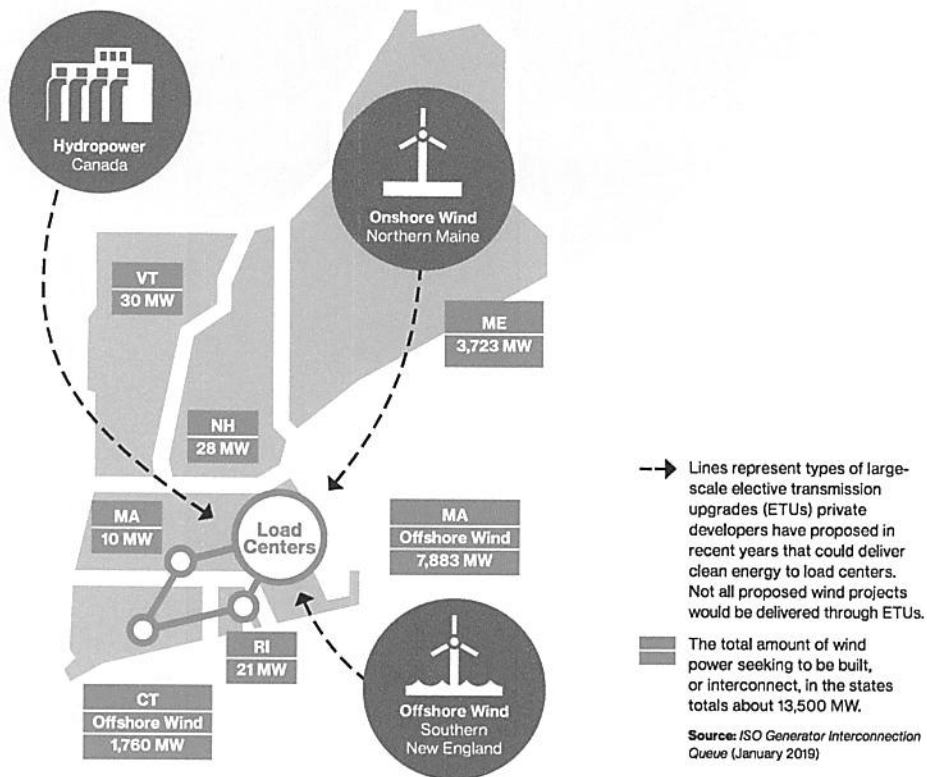 Hydropower
Canada
Onshore Wind
Northern Maine
VT
30 MW
ME
3,723 MW
NH
28 MW
MA
10 MW
Load
Centers
MA
Offshore Wind
7,883 MW
RI
21 MW
CT
Offshore Wind
1,760 MW
Offshore Wind
Southern
New England
Lines represent types of large-
scale elective transmission
upgrades (ETUs) private
developers have proposed in
recent years that could deliver
clean energy to load centers.
Not all proposed wind projects
would be delivered through ETUs.
The total amount of wind
power seeking to be built,
or interconnect, in the states
totals about 13,500 MW.
Source: ISO Generator Interconnection
Queue (January 2019)